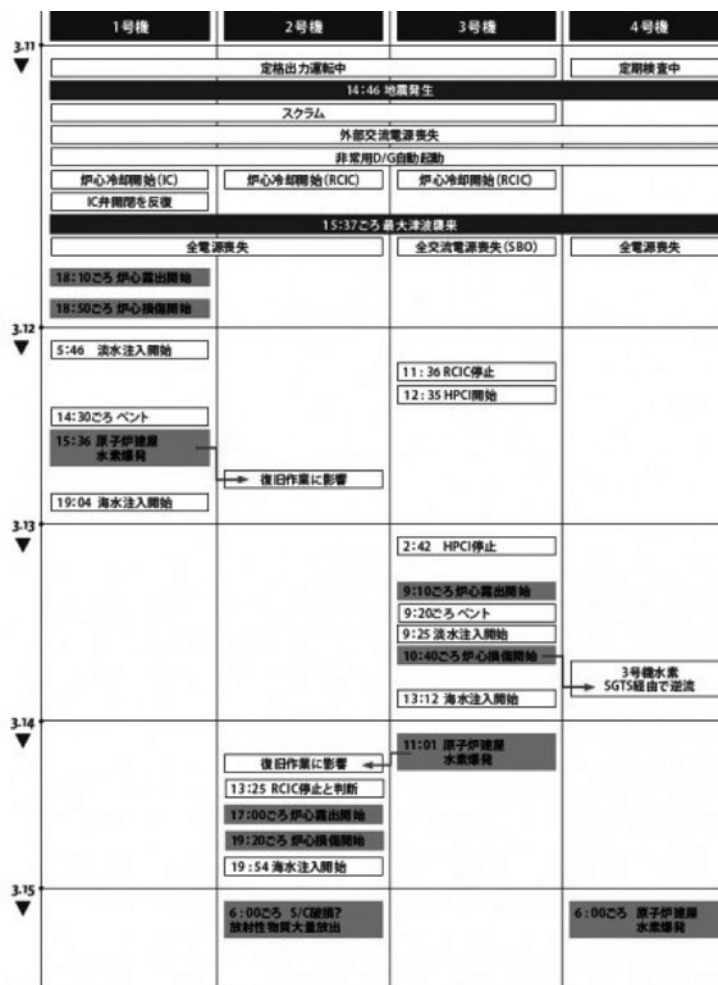 1号機 2号機 3号機 4号機
3.11
定格出力運転中 定期検査中
14:46 地震発生
スクラム
外部交流電源喪失
非常用D/G自動起動
炉心冷却開始(IC) 炉心冷却開始(RCIC) 炉心冷却開始(RCIC)
IC弁開閉を反復
15:37ごろ 最大津波襲来
全電源喪失 全交流電源喪失(SBO) 全電源喪失
18:10ごろ 炉心露出開始
18:50ごろ 炉心損傷開始
3.12
5:46 淡水注入開始
11:36 RCIC停止
12:35 HPCI開始
14:30ごろ ベント
15:36 原子炉建屋
水素爆発
復旧作業に影響
19:04 海水注入開始
3.13
2:42 HPCI停止
9:10ごろ 炉心露出開始
9:20ごろ ベント
9:25 淡水注入開始
10:40ごろ 炉心損傷開始
3号機水素
SGTS経由で逆流
13:12 海水注入開始
3.14
11:01 原子炉建屋
水素爆発
復旧作業に影響
13:25 RCIC停止と判断
17:00ごろ 炉心露出開始
19:20ごろ 炉心損傷開始
19:54 海水注入開始
3.15
6:00ごろ S/C破損? 6:00ごろ 原子炉建屋
放射性物質大量放出 水素爆発